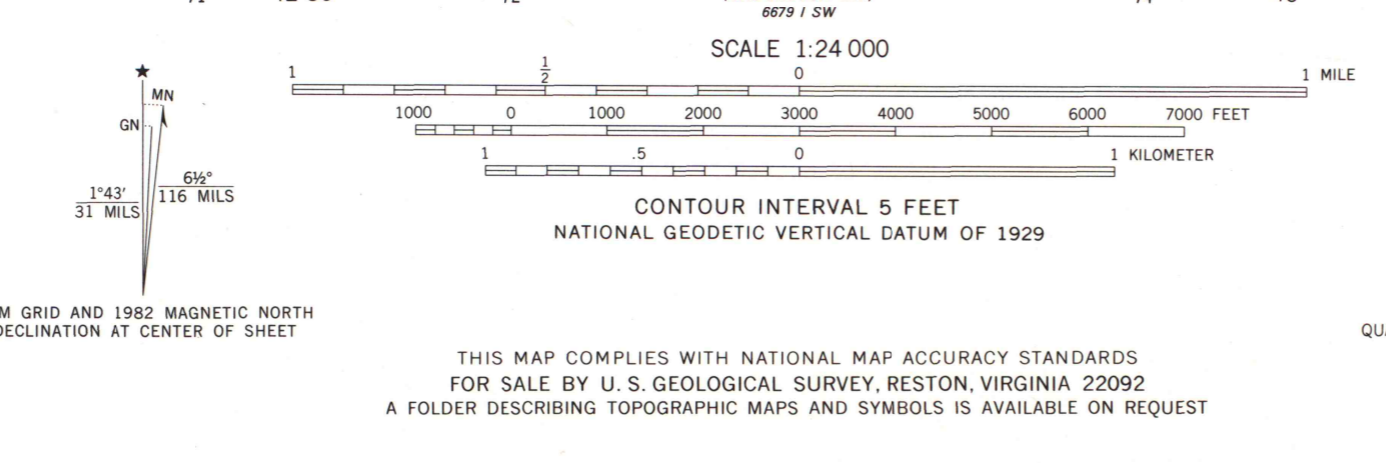 6679 I SW
SCALE 1:24 000
1 1/2 0 1 MILE
1000 0 1000 2000 3000 4000 5000 6000 7000 FEET
1 .5 0 1 KILOMETER
CONTOUR INTERVAL 5 FEET
NATIONAL GEODETIC VERTICAL DATUM OF 1929
★
MN
GN
1°43′
31 MILS
6½°
116 MILS
M GRID AND 1982 MAGNETIC NORTH
DECLINATION AT CENTER OF SHEET
THIS MAP COMPLIES WITH NATIONAL MAP ACCURACY STANDARDS
FOR SALE BY U. S. GEOLOGICAL SURVEY, RESTON, VIRGINIA 22092
A FOLDER DESCRIBING TOPOGRAPHIC MAPS AND SYMBOLS IS AVAILABLE ON REQUEST